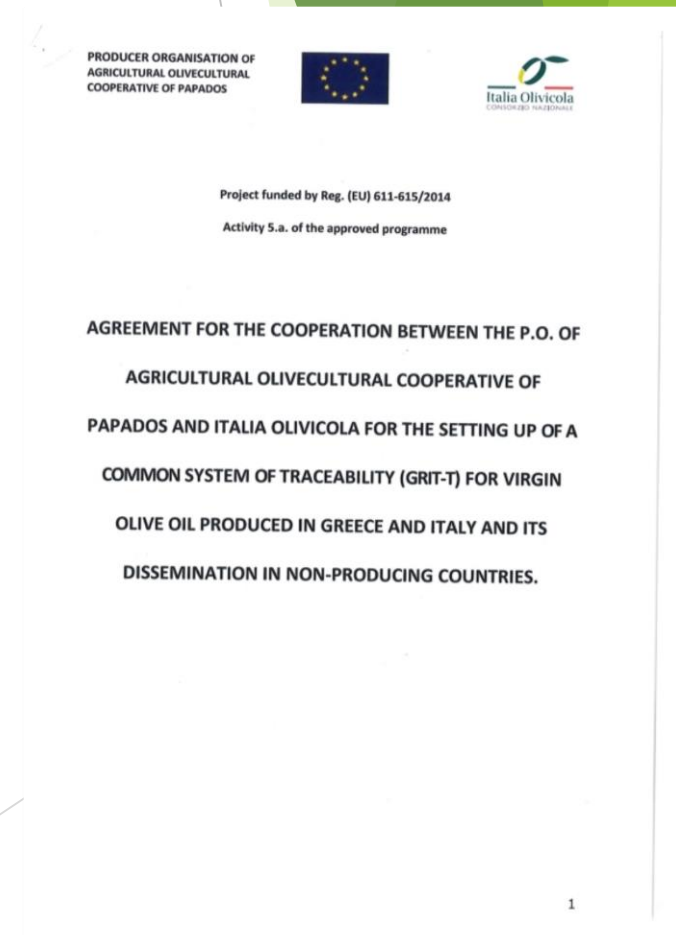 PRODUCER ORGANISATION OF
AGRICULTURAL OLIVECULTURAL
COOPERATIVE OF PAPADOS
Italia Olivicola
CONSORZIO NAZIONALE
Project funded by Reg. (EU) 611-615/2014
Activity 5.a. of the approved programme
AGREEMENT FOR THE COOPERATION BETWEEN THE P.O. OF
AGRICULTURAL OLIVECULTURAL COOPERATIVE OF
PAPADOS AND ITALIA OLIVICOLA FOR THE SETTING UP OF A
COMMON SYSTEM OF TRACEABILITY (GRIT-T) FOR VIRGIN
OLIVE OIL PRODUCED IN GREECE AND ITALY AND ITS
DISSEMINATION IN NON-PRODUCING COUNTRIES.
1